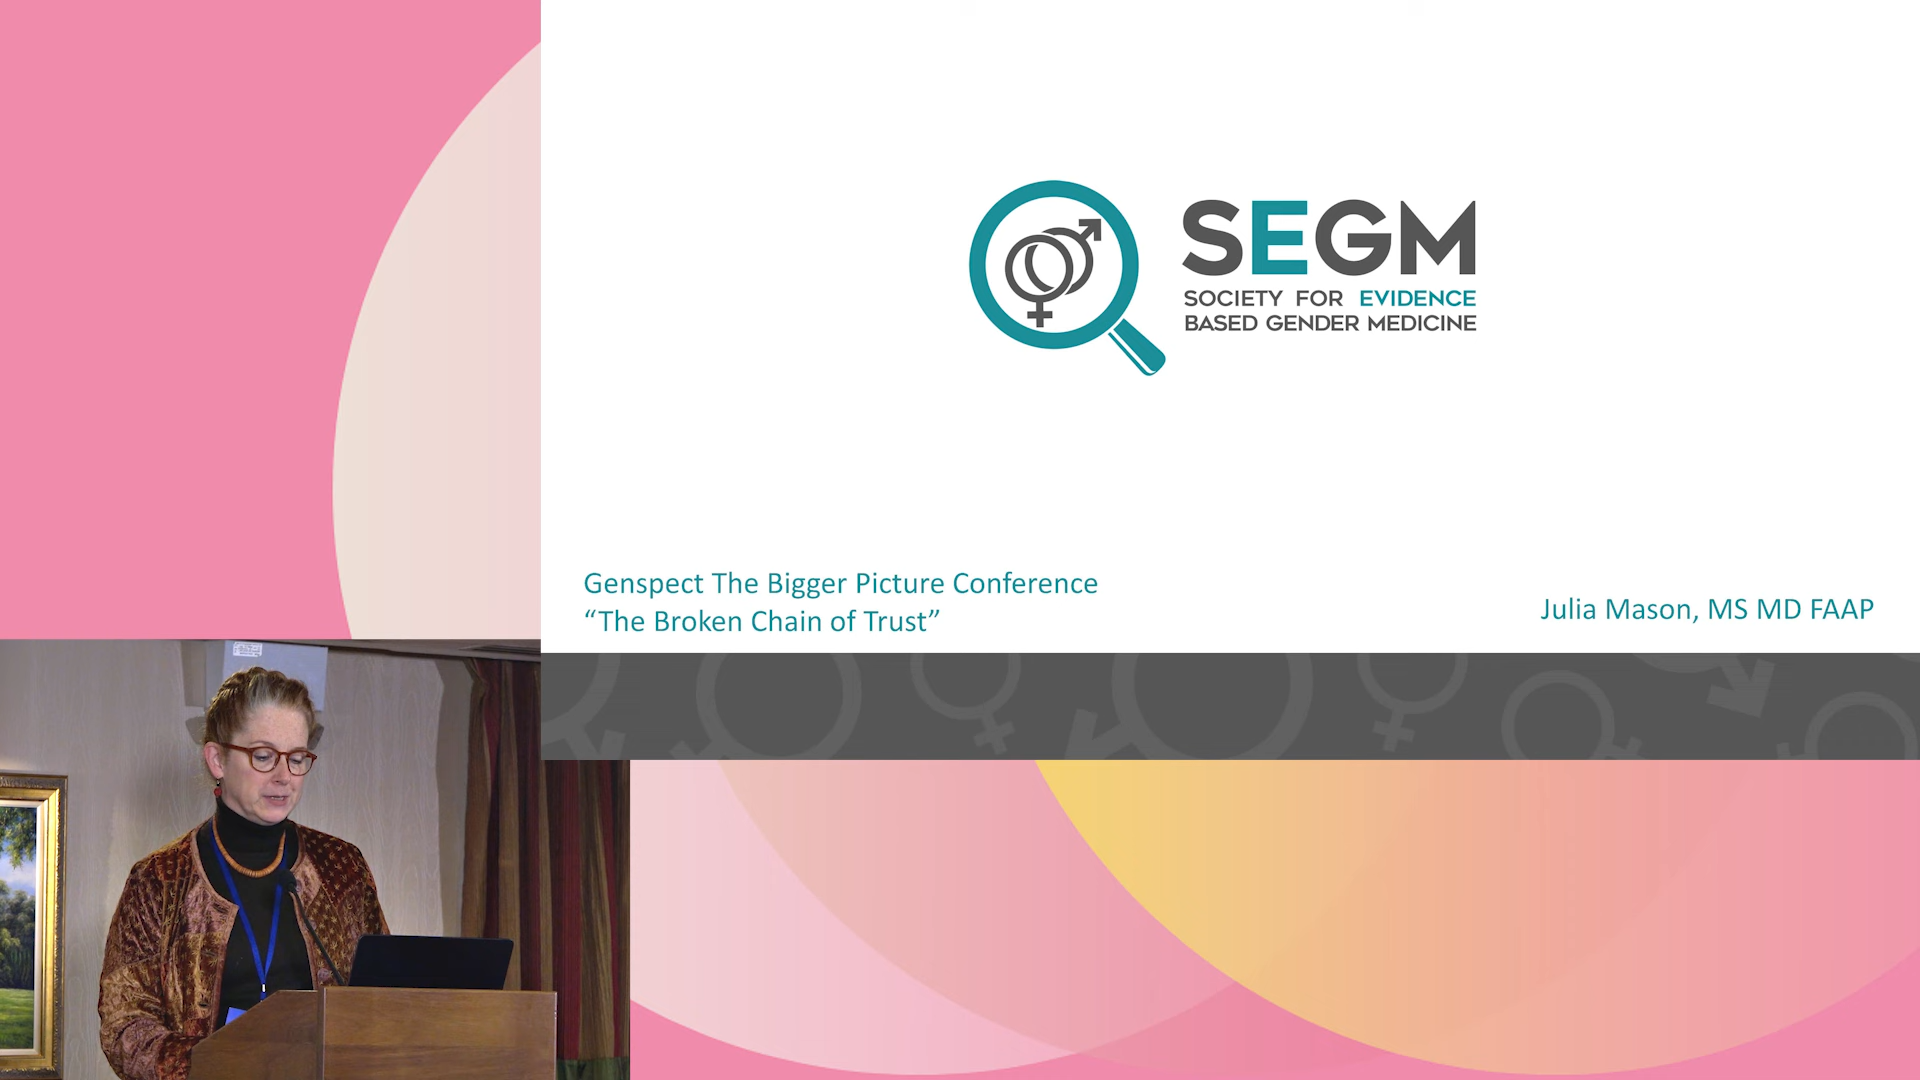 SEGM
SOCIETY FOR EVIDENCE
BASED GENDER MEDICINE
Genspect The Bigger Picture Conference
“The Broken Chain of Trust”
Julia Mason, MS MD FAAP